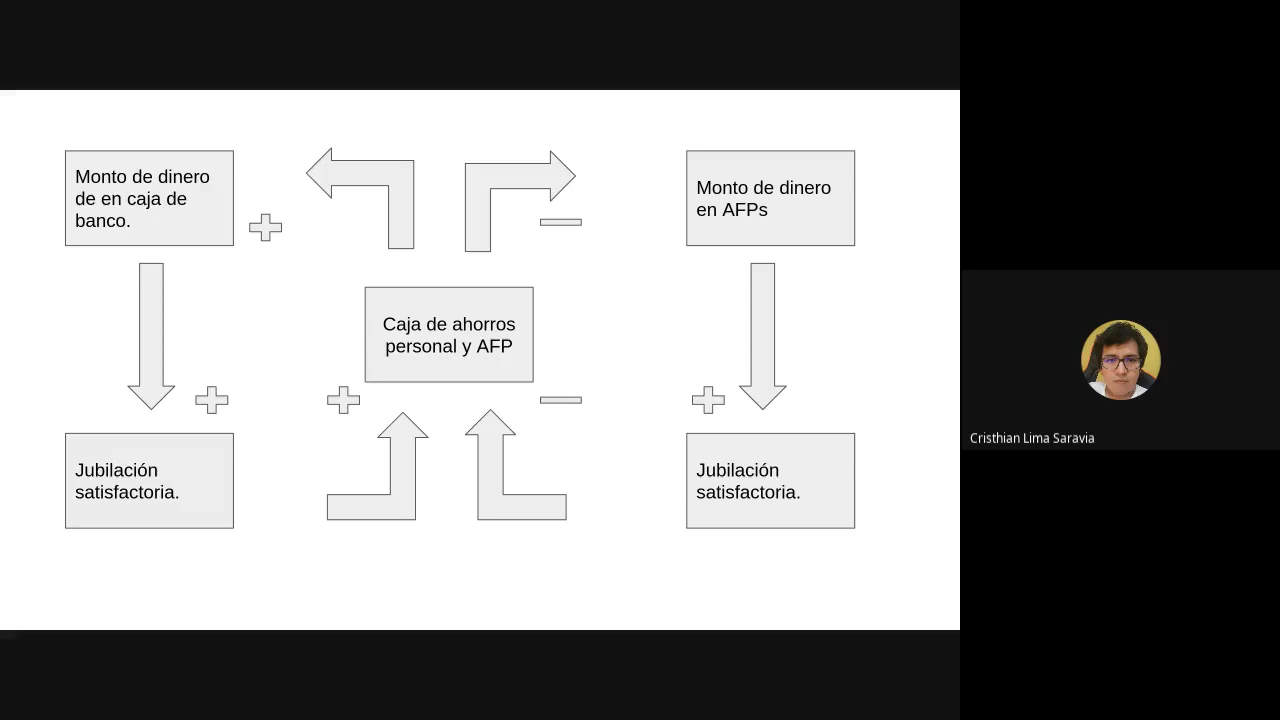 Monto de dinero
de en caja de
banco.
Monto de dinero
en AFPs
Caja de ahorros
personal y AFP
Jubilación
satisfactoria.
Jubilación
satisfactoria.
Cristhian Lima Saravia